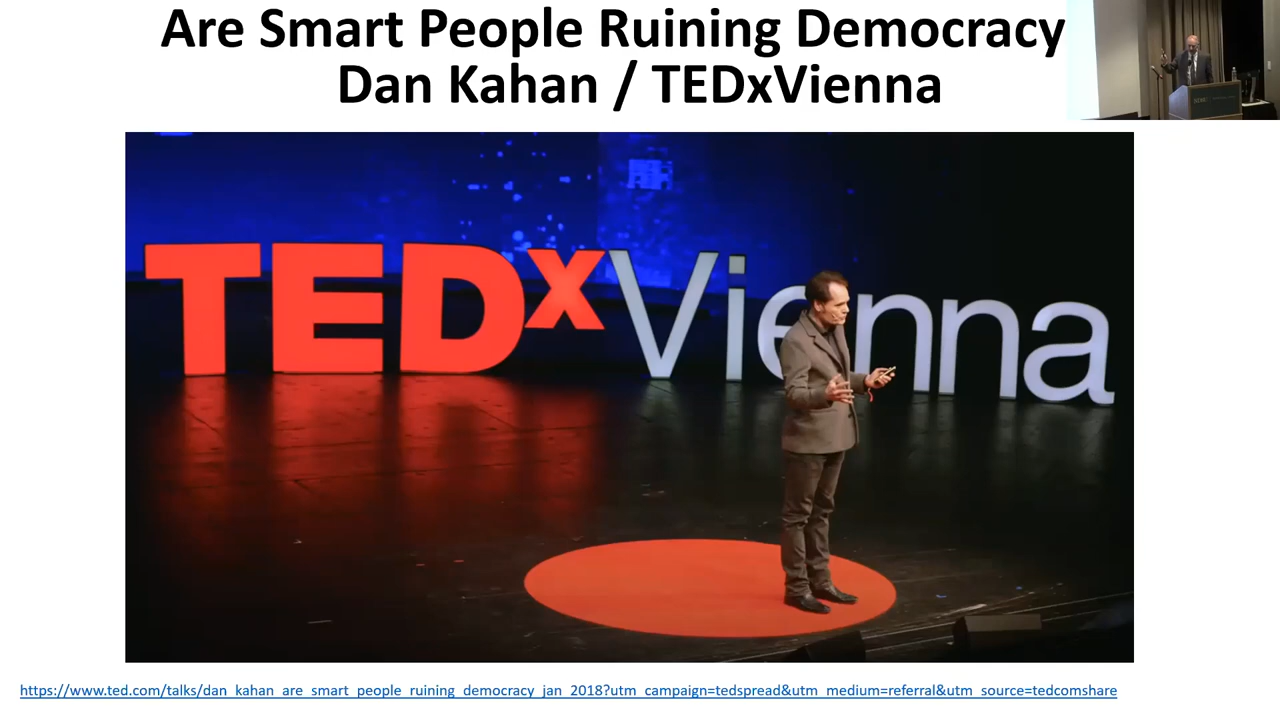 Are Smart People Ruining Democracy
Dan Kahan / TEDxVienna
TEDxVienna
https://www.ted.com/talks/dan_kahan_are_smart_people_ruining_democracy_jan_2018?utm_campaign=tedspread&utm_medium=referral&utm_source=tedcomshare